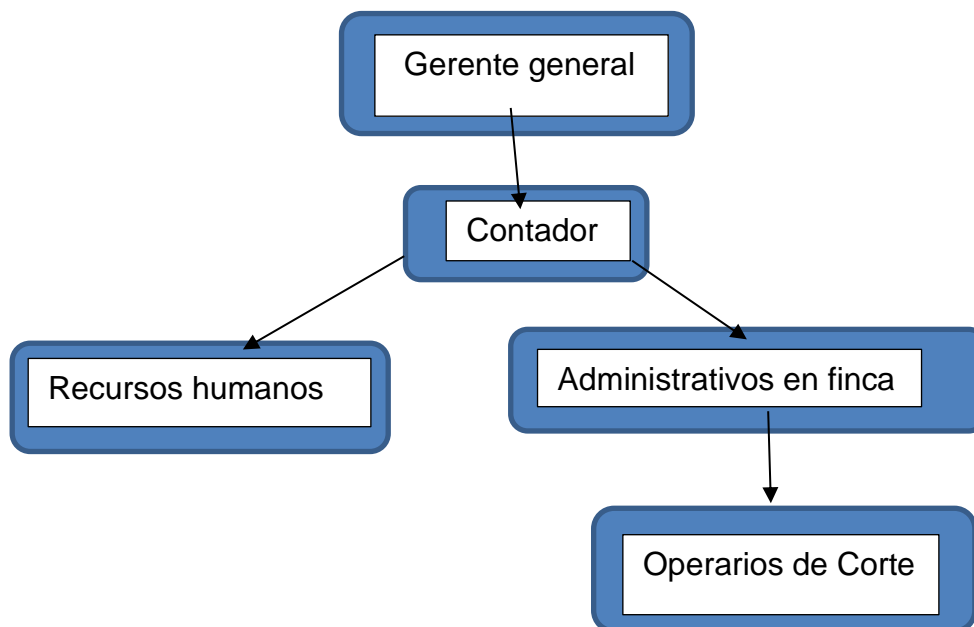 Gerente general
Contador
Recursos humanos
Administrativos en finca
Operarios de Corte